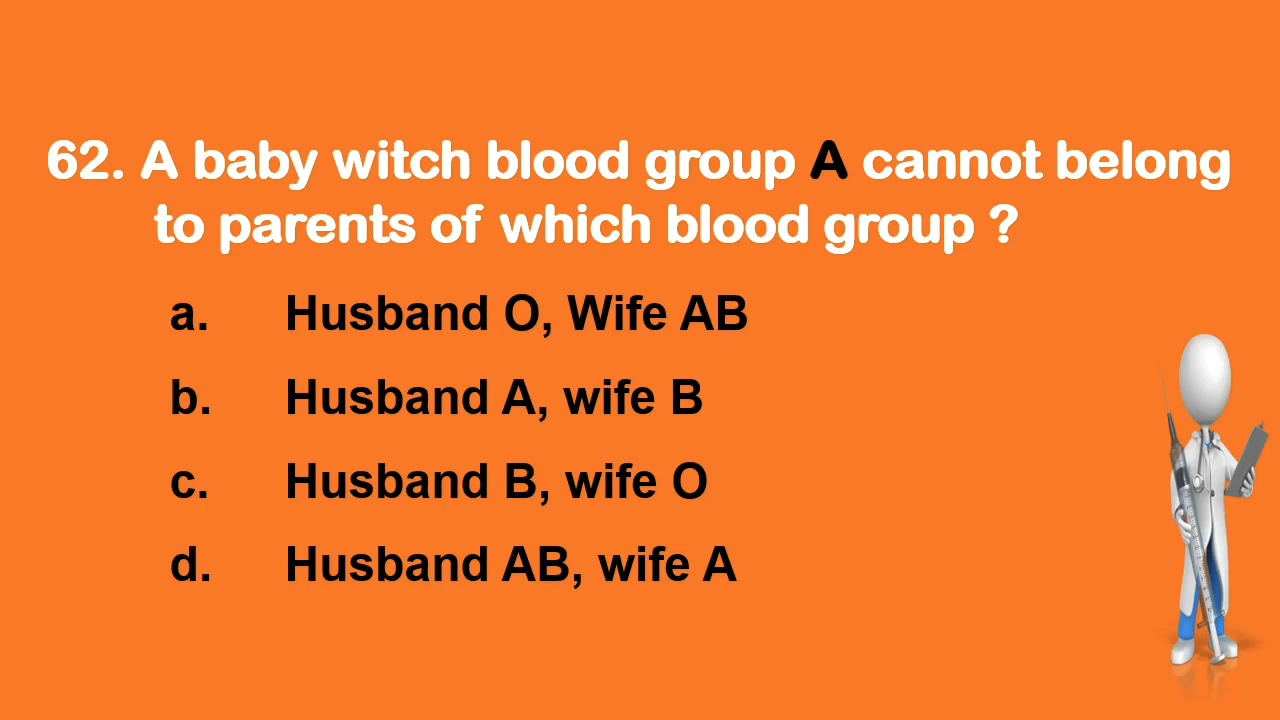 62. A baby witch blood group A cannot belong
to parents of which blood group ?
a. Husband O, Wife AB
b. Husband A, wife B
c. Husband B, wife O
d. Husband AB, wife A